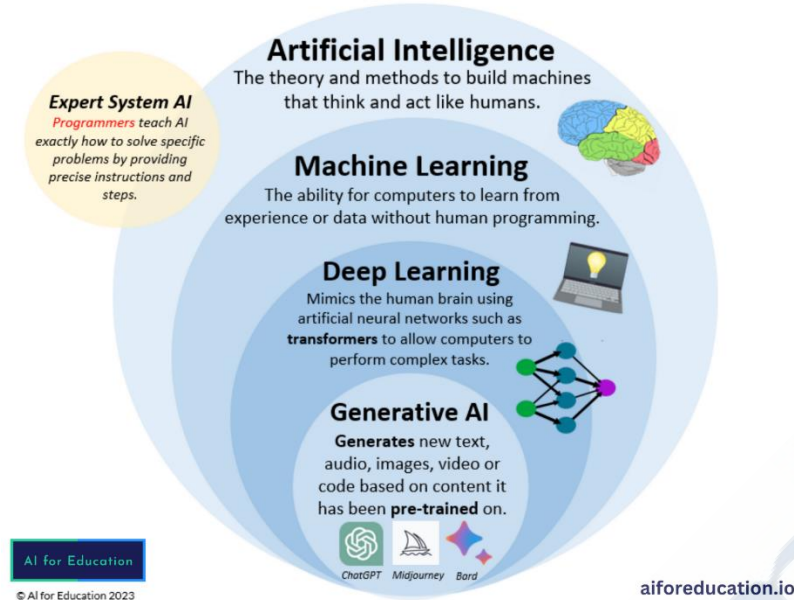 Artificial Intelligence
The theory and methods to build machines
that think and act like humans.
Expert System AI
Programmers teach AI
exactly how to solve specific
problems by providing
precise instructions and
steps.
Machine Learning
The ability for computers to learn from
experience or data without human programming.
Deep Learning
Mimics the human brain using
artificial neural networks such as
transformers to allow computers to
perform complex tasks.
Generative AI
Generates new text,
audio, images, video or
code based on content it
has been pre-trained on.
ChatGPT Midjourney Bard
AI for Education
© AI for Education 2023
aiforeducation.io